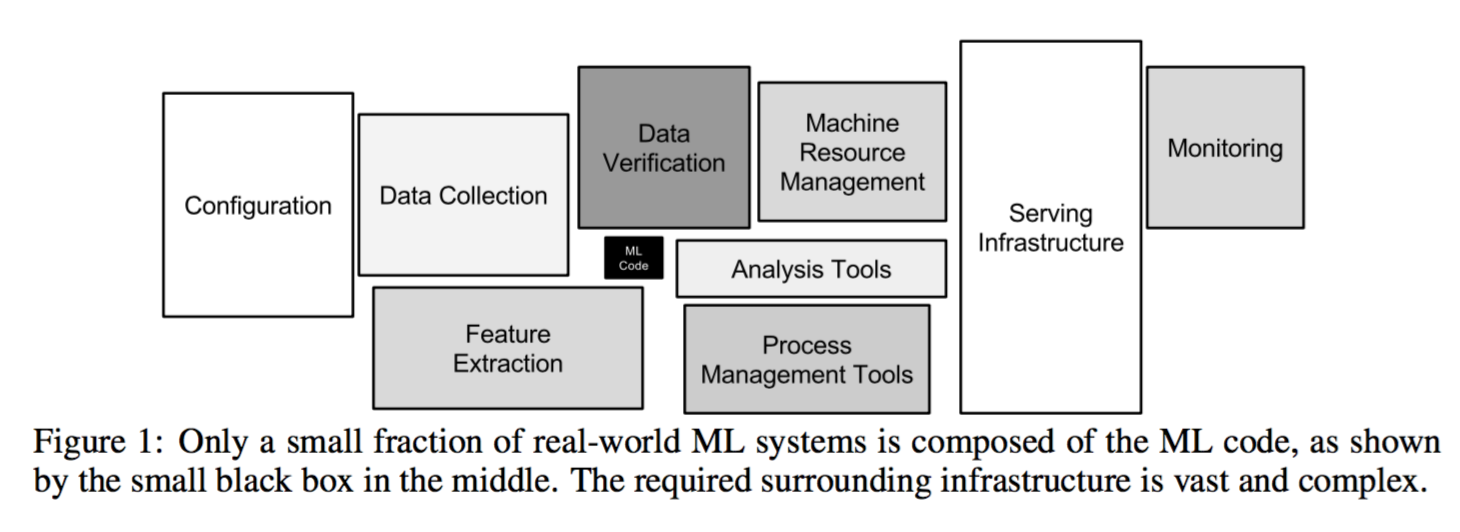 Configuration
Data Collection
Data
Verification
Machine
Resource
Management
Serving
Infrastructure
Monitoring
ML
Code
Analysis Tools
Feature
Extraction
Process
Management Tools
Figure 1: Only a small fraction of real-world ML systems is composed of the ML code, as shown
by the small black box in the middle. The required surrounding infrastructure is vast and complex.